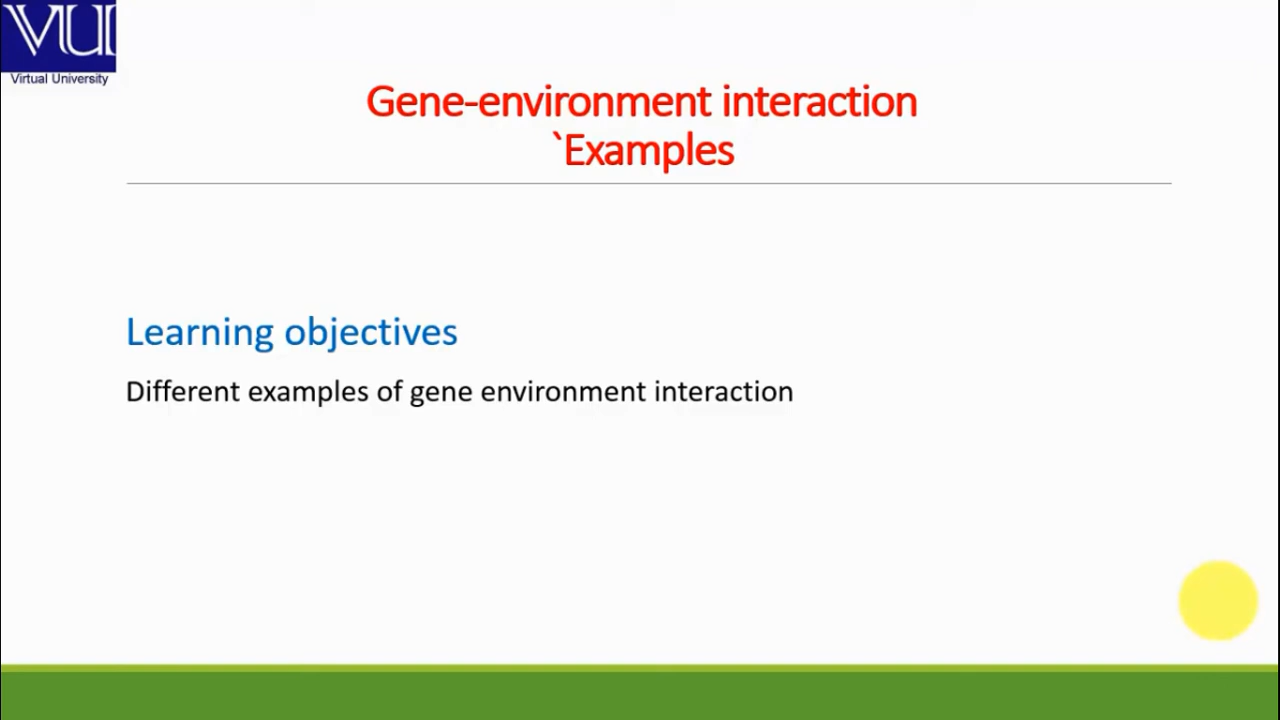 VU
Virtual University
Gene-environment interaction
`Examples
Learning objectives
Different examples of gene environment interaction